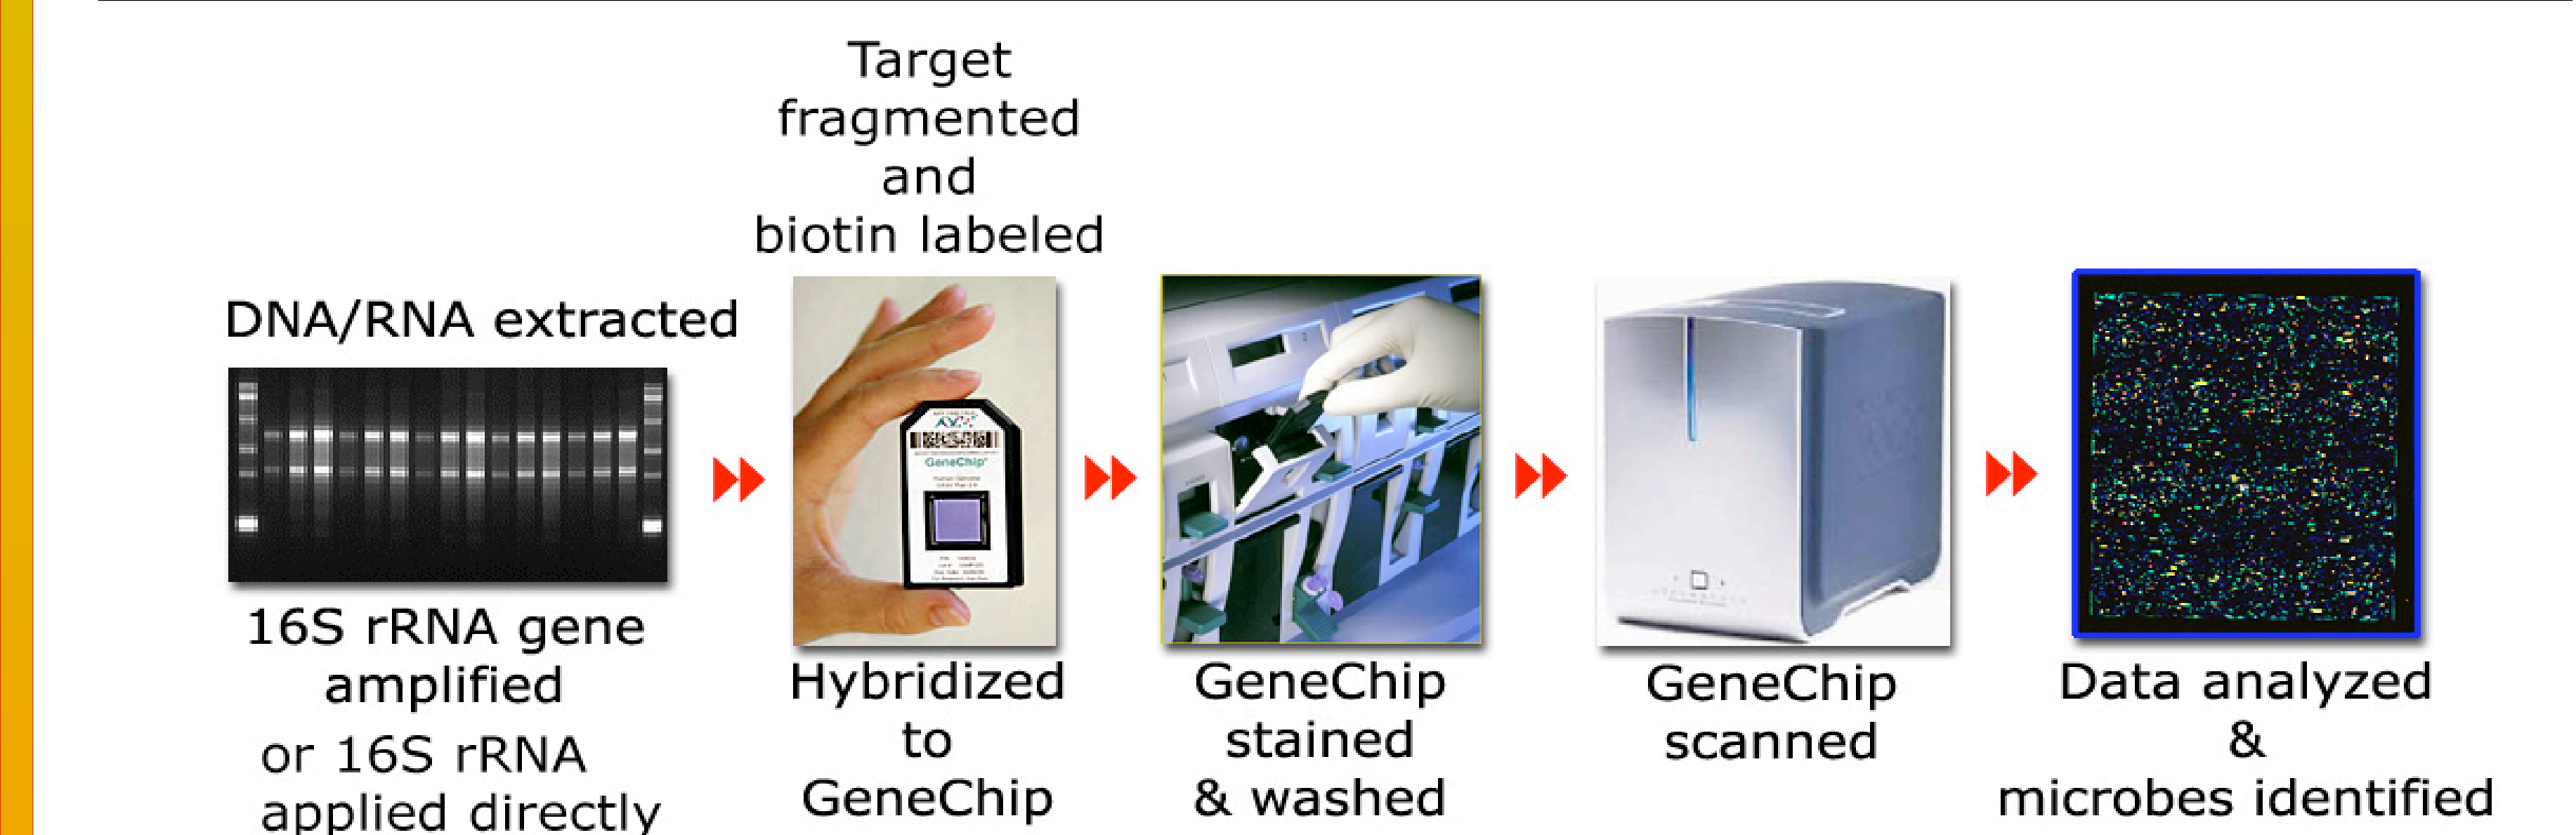 Target
fragmented
and
biotin labeled
DNA/RNA extracted
16S rRNA gene
amplified
or 16S rRNA
applied directly
GeneChip
Hybridized
to
GeneChip
GeneChip
stained
& washed
GeneChip
scanned
Data analyzed
&
microbes identified